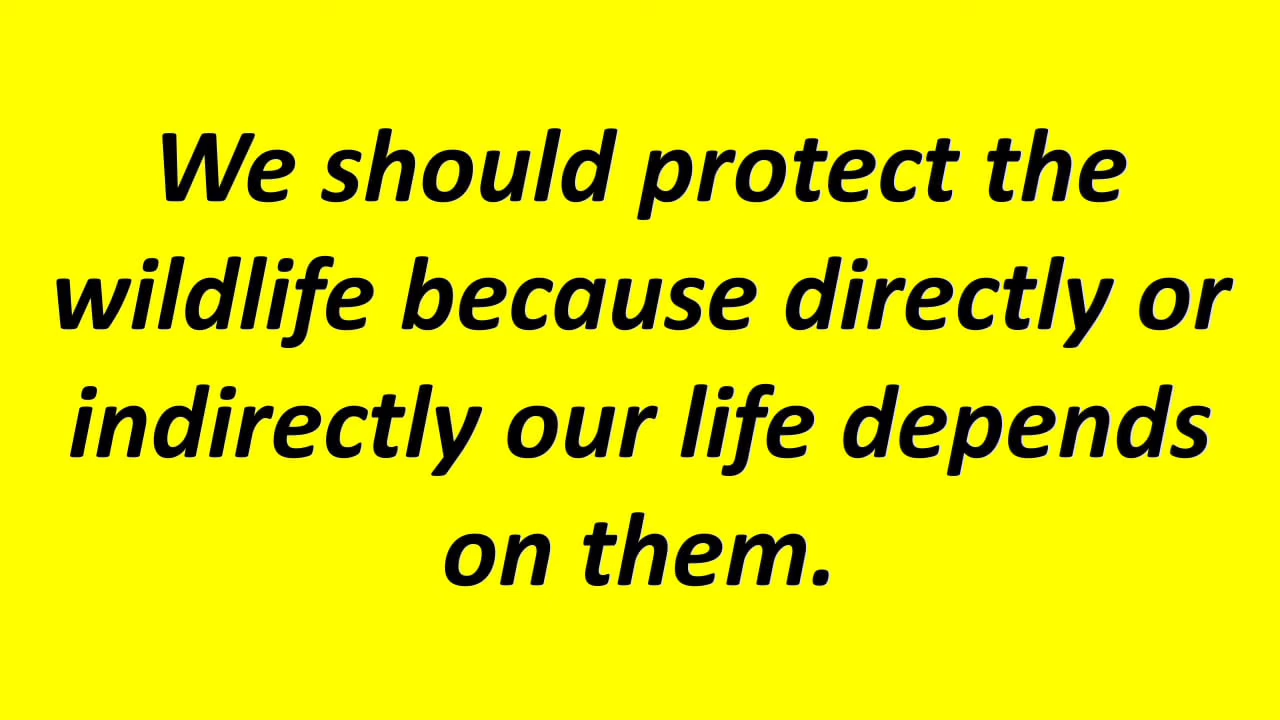 We should protect the
wildlife because directly or
indirectly our life depends
on them.